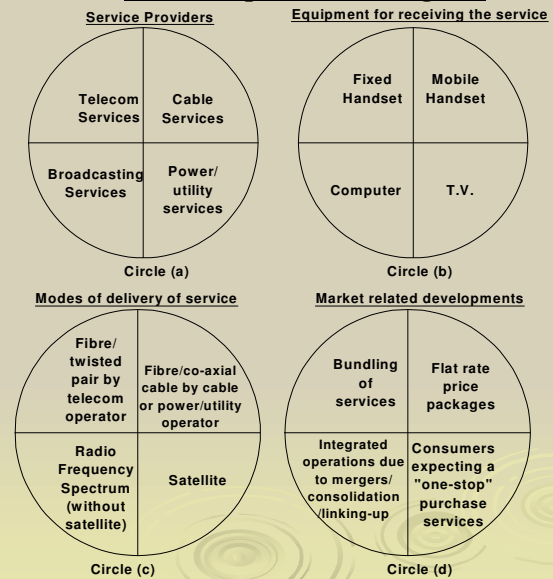 Service Providers
Equipment for receiving the service
Telecom
Services
Cable
Services
Broadcasting
Services
Power/
utility
services
Circle (a)
Fixed
Handset
Mobile
Handset
Computer
T.V.
Circle (b)
Modes of delivery of service
Market related developments
Fibre/
twisted
pair by
telecom
operator
Fibre/co-axial
cable by cable
or power/utility
operator
Radio
Frequency
Spectrum
(without
satellite)
Satellite
Circle (c)
Bundling
of
services
Flat rate
price
packages
Integrated
operations due
to mergers/
consolidation
/linking-up
Consumers
expecting a
"one-stop"
purchase
services
Circle (d)